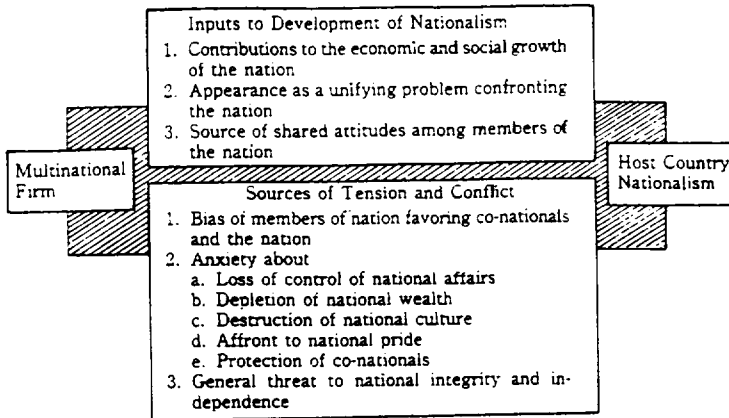 Inputs to Development of Nationalism
1. Contributions to the economic and social growth
of the nation
2. Appearance as a unifying problem confronting
the nation
3. Source of shared attitudes among members of
the nation
Multinational
Firm
Host Country
Nationalism
Sources of Tension and Conflict
1. Bias of members of nation favoring co-nationals
and the nation
2. Anxiety about
a. Loss of control of national affairs
b. Depletion of national wealth
c. Destruction of national culture
d. Affront to national pride
e. Protection of co-nationals
3. General threat to national integrity and in-
dependence